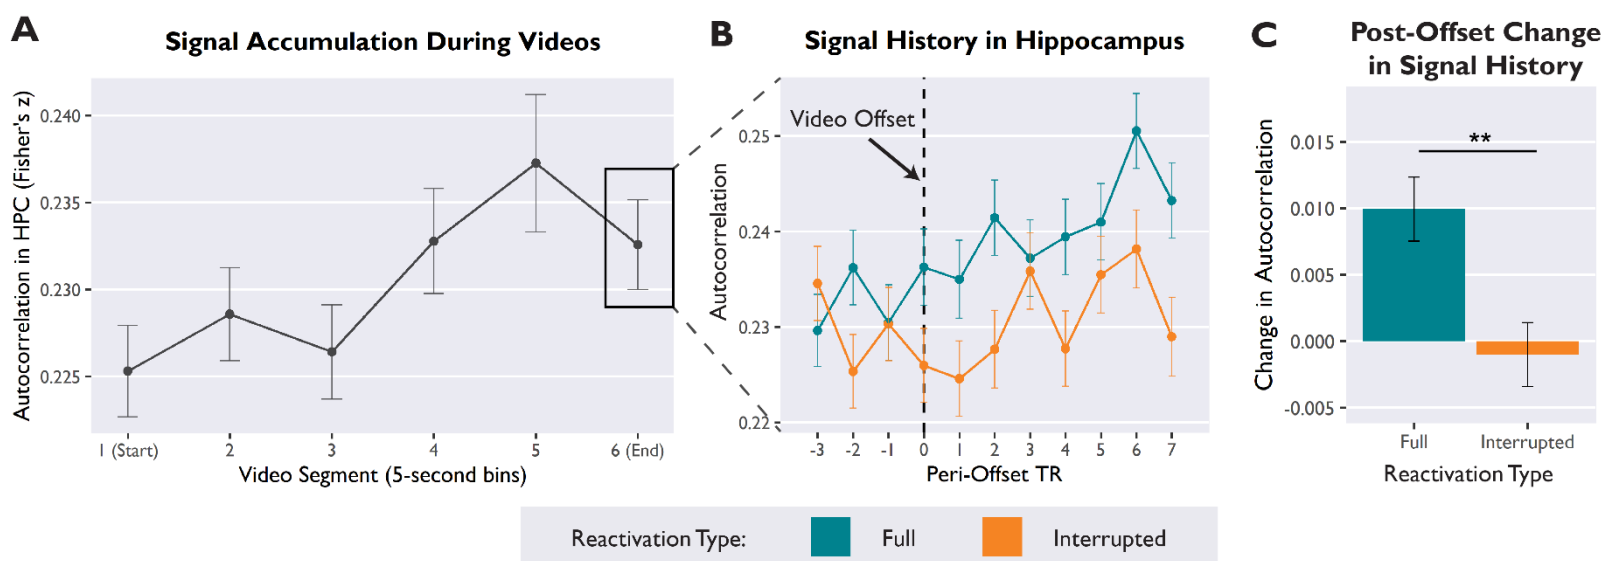 A
Signal Accumulation During Videos
Autocorrelation in HPC (Fisher's z)
0.240
0.235
0.230
0.225
1 (Start)
2
3
4
5
6 (End)
Video Segment (5-second bins)
B
Signal History in Hippocampus
Video Offset
Autocorrelation
0.25
0.24
0.23
0.22
-3
-2
-1
0
1
2
3
4
5
6
7
Peri-Offset TR
C
Post-Offset Change
in Signal History
Change in Autocorrelation
0.015
0.010
0.005
0.000
-0.005
**
Full
Interrupted
Reactivation Type
Reactivation Type:
Full
Interrupted